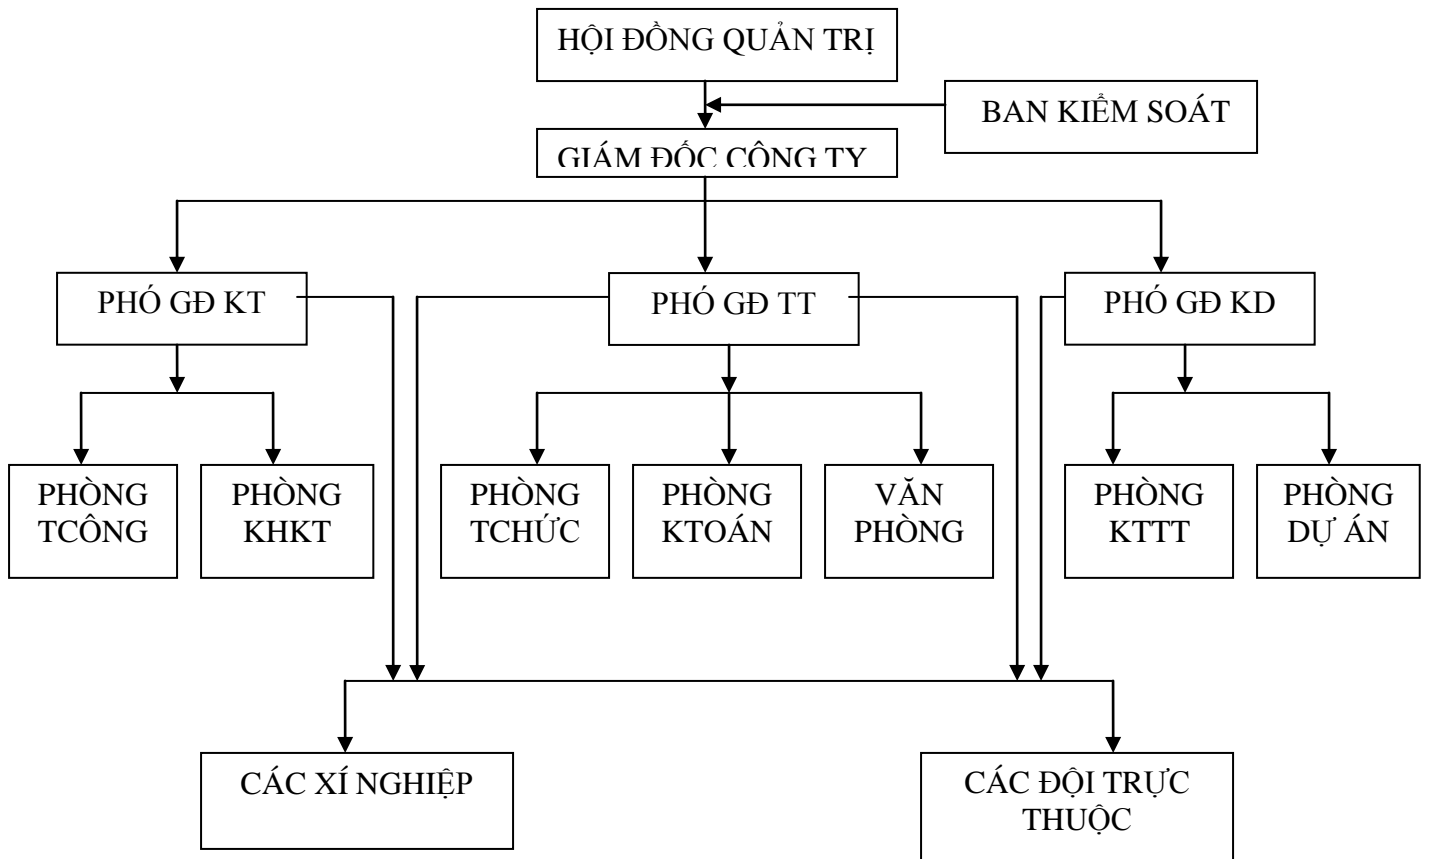 HỘI ĐỒNG QUẢN TRỊ
BAN KIỂM SOÁT
GIÁM ĐỐC CÔNG TY
PHÓ GĐ KT
PHÓ GĐ TT
PHÓ GĐ KD
PHÒNG
TCÔNG
PHÒNG
KHKT
PHÒNG
TCHỨC
PHÒNG
KTOÁN
VĂN
PHÒNG
PHÒNG
KTTT
PHÒNG
DỰ ÁN
CÁC XÍ NGHIỆP
CÁC ĐỘI TRỰC
THUỘC